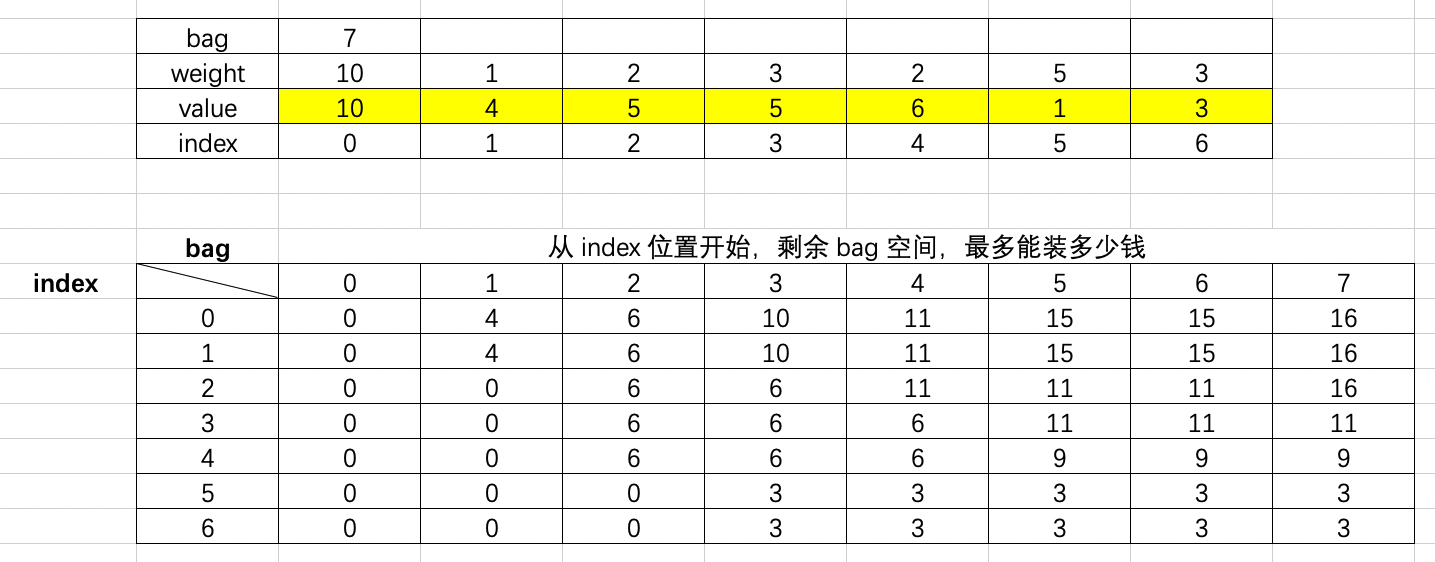 bag 7
weight 10 1 2 3 2 5 3
value 10 4 5 5 6 1 3
index 0 1 2 3 4 5 6
bag 从 index 位置开始，剩余 bag 空间，最多能装多少钱
index 0 1 2 3 4 5 6 7
0 0 4 6 10 11 15 15 16
1 0 4 6 10 11 15 15 16
2 0 0 6 6 11 11 11 16
3 0 0 6 6 6 11 11 11
4 0 0 6 6 6 9 9 9
5 0 0 0 3 3 3 3 3
6 0 0 0 3 3 3 3 3